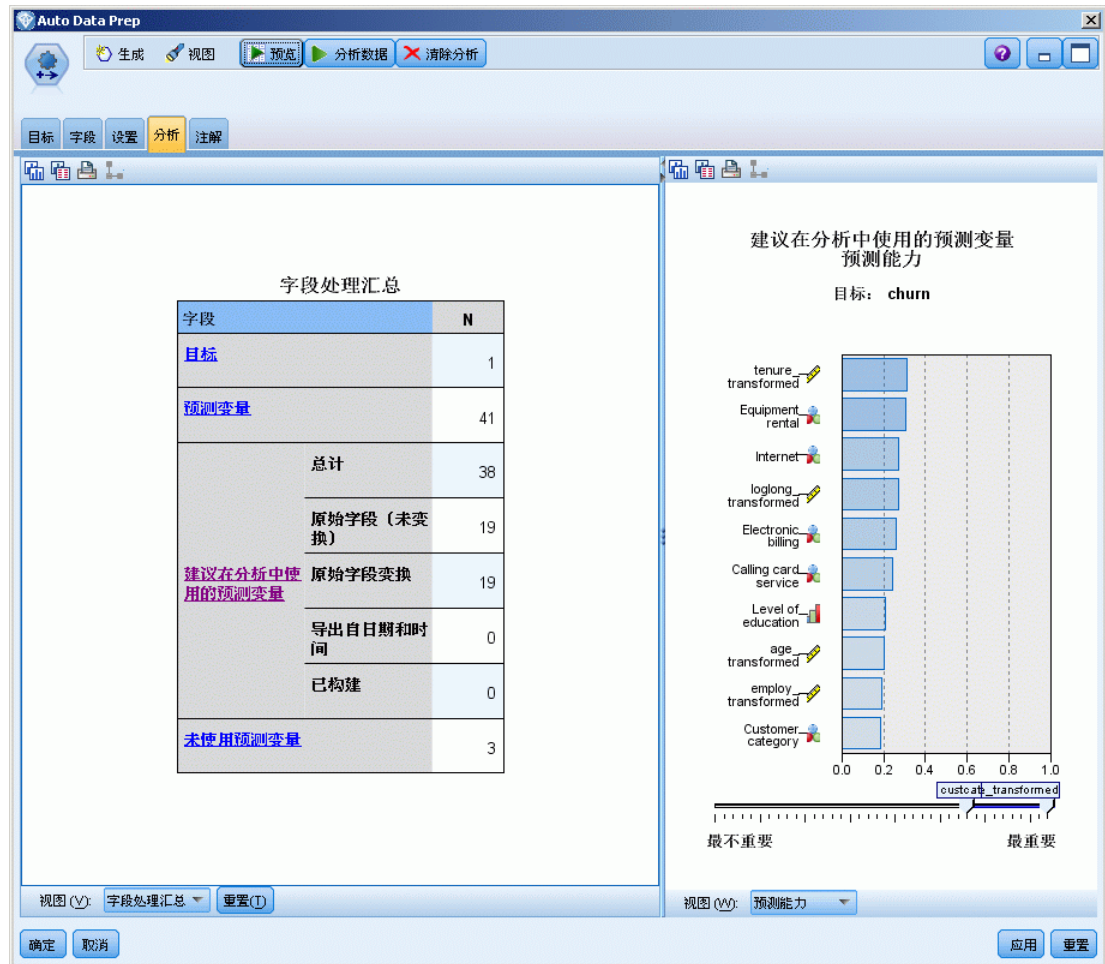 Auto Data Prep
生成 视图 预览 分析数据 清除分析
目标 字段 设置 分析 注解
字段处理汇总
字段 N
目标 1
预测变量 41
建议在分析中使
用的预测变量
总计 38
原始字段（未变
换） 19
原始字段变换 19
导出自日期和时
间 0
已构建 0
未使用预测变量 3
视图(V): 字段处理汇总 重置(I)
建议在分析中使用的预测变量
预测能力
目标： churn
tenure_
transformed
Equipment
rental
Internet
loglong_
transformed
Electronic
billing
Calling card
service
Level of
education
age_
transformed
employ_
transformed
Customer
category
0.0 0.2 0.4 0.6 0.8 1.0
custcat _transformed
最不重要 最重要
视图(W): 预测能力
确定 取消 应用 重置